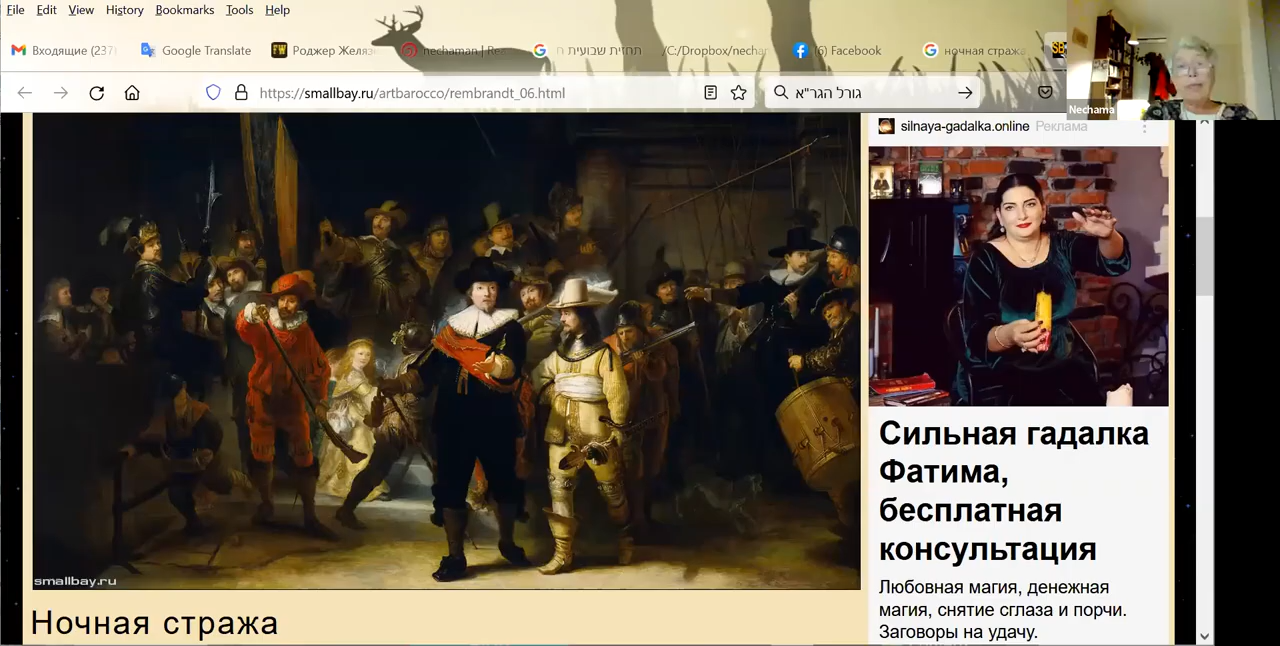 File Edit View History Bookmarks Tools Help
Входящие (237) Google Translate Роджер Желяз nechaman | Re תחזית שבועית ח /C:/Dropbox/nechar (6) Facebook ночная стража
https://smallbay.ru/artbarocco/rembrandt_06.html גורל הגר"א
Nechama
silnaya-gadalka.online Реклама
Сильная гадалка
Фатима,
бесплатная
консультация
Любовная магия, денежная
магия, снятие сглаза и порчи.
Заговоры на удачу.
smallbay.ru
Ночная стража